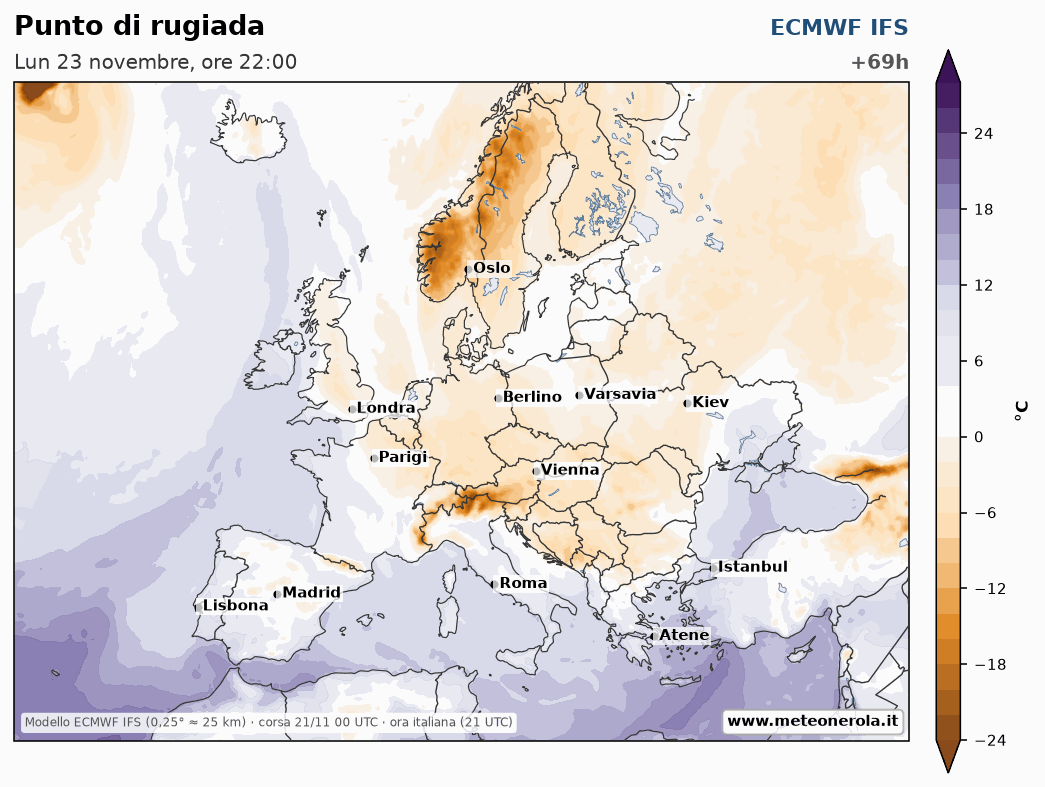 Punto di rugiada
ECMWF IFS
Lun 23 novembre, ore 22:00
+69h
Oslo
Londra
Berlino
Varsavia
Kiev
Parigi
Vienna
Istanbul
Roma
Madrid
Lisbona
Atene
Modello ECMWF IFS (0,25° ≈ 25 km) · corsa 21/11 00 UTC · ora italiana (21 UTC)
www.meteonerola.it
24
18
12
6
0
−6
−12
−18
−24
°C